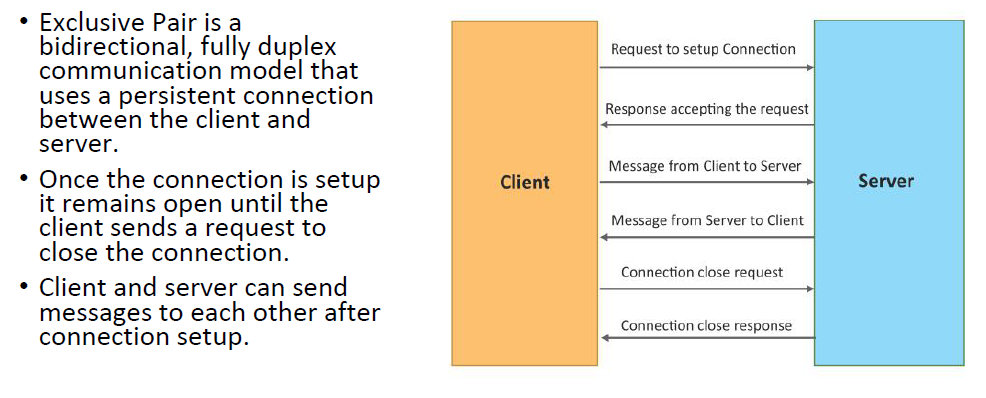 • Exclusive Pair is a
bidirectional, fully duplex
communication model that
uses a persistent connection
between the client and
server.
• Once the connection is setup
it remains open until the
client sends a request to
close the connection.
• Client and server can send
messages to each other after
connection setup.
Client
Request to setup Connection
Response accepting the request
Message from Client to Server
Message from Server to Client
Connection close request
Connection close response
Server